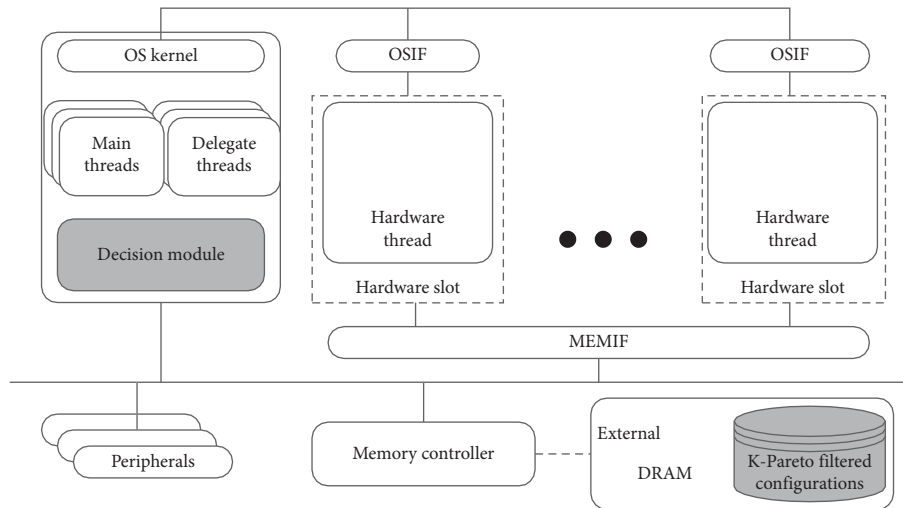 OS kernel
OSIF
OSIF
Main
threads
Delegate
threads
Decision module
Hardware
thread
Hardware slot
Hardware
thread
Hardware slot
MEMIF
Peripherals
Memory controller
External
DRAM
K-Pareto filtered
configurations